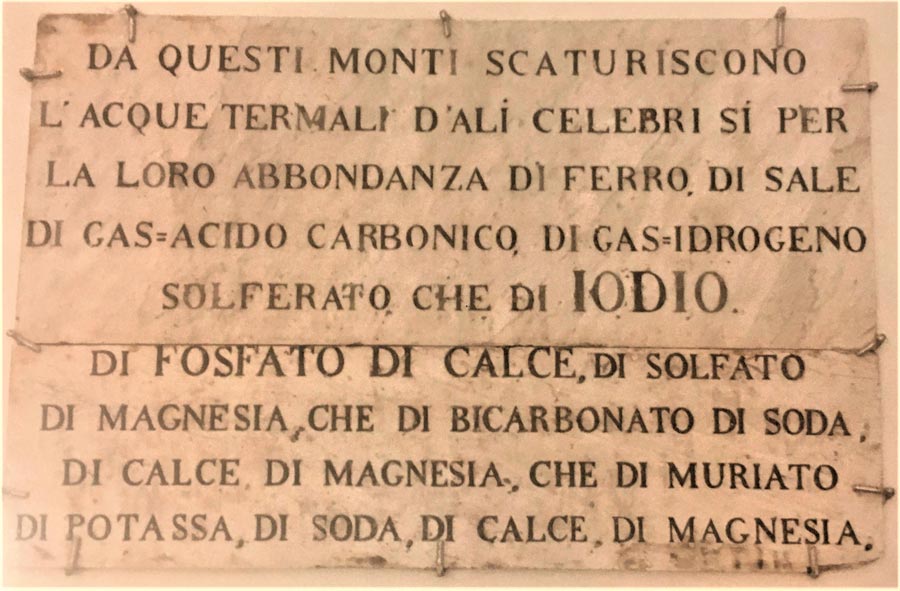 DA QUESTI MONTI SCATURISCONO
L'ACQUE TERMALI D'ALÍ CELEBRI SÍ PER
LA LORO ABBONDANZA DI FERRO, DI SALE
DI GAS=ACIDO CARBONICO, DI GAS=IDROGENO
SOLFERATO, CHE DI IODIO.
DI FOSFATO DI CALCE, DI SOLFATO
DI MAGNESIA, CHE DI BICARBONATO DI SODA,
DI CALCE, DI MAGNESIA, CHE DI MURIATO
DI POTASSA, DI SODA, DI CALCE, DI MAGNESIA,